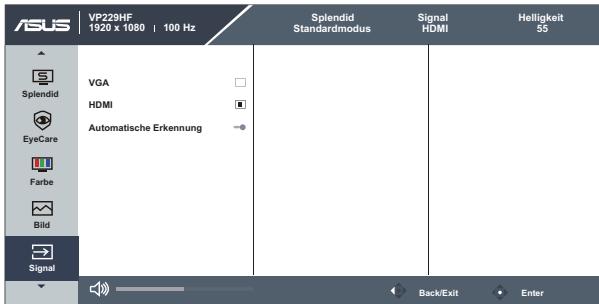 ASUS
VP229HF
1920 x 1080 | 100 Hz
Splendid
Standardmodus
Signal
HDMI
Helligkeit
55
Splendid
EyeCare
Farbe
Bild
Signal
VGA
HDMI
Automatische Erkennung
Back/Exit
Enter